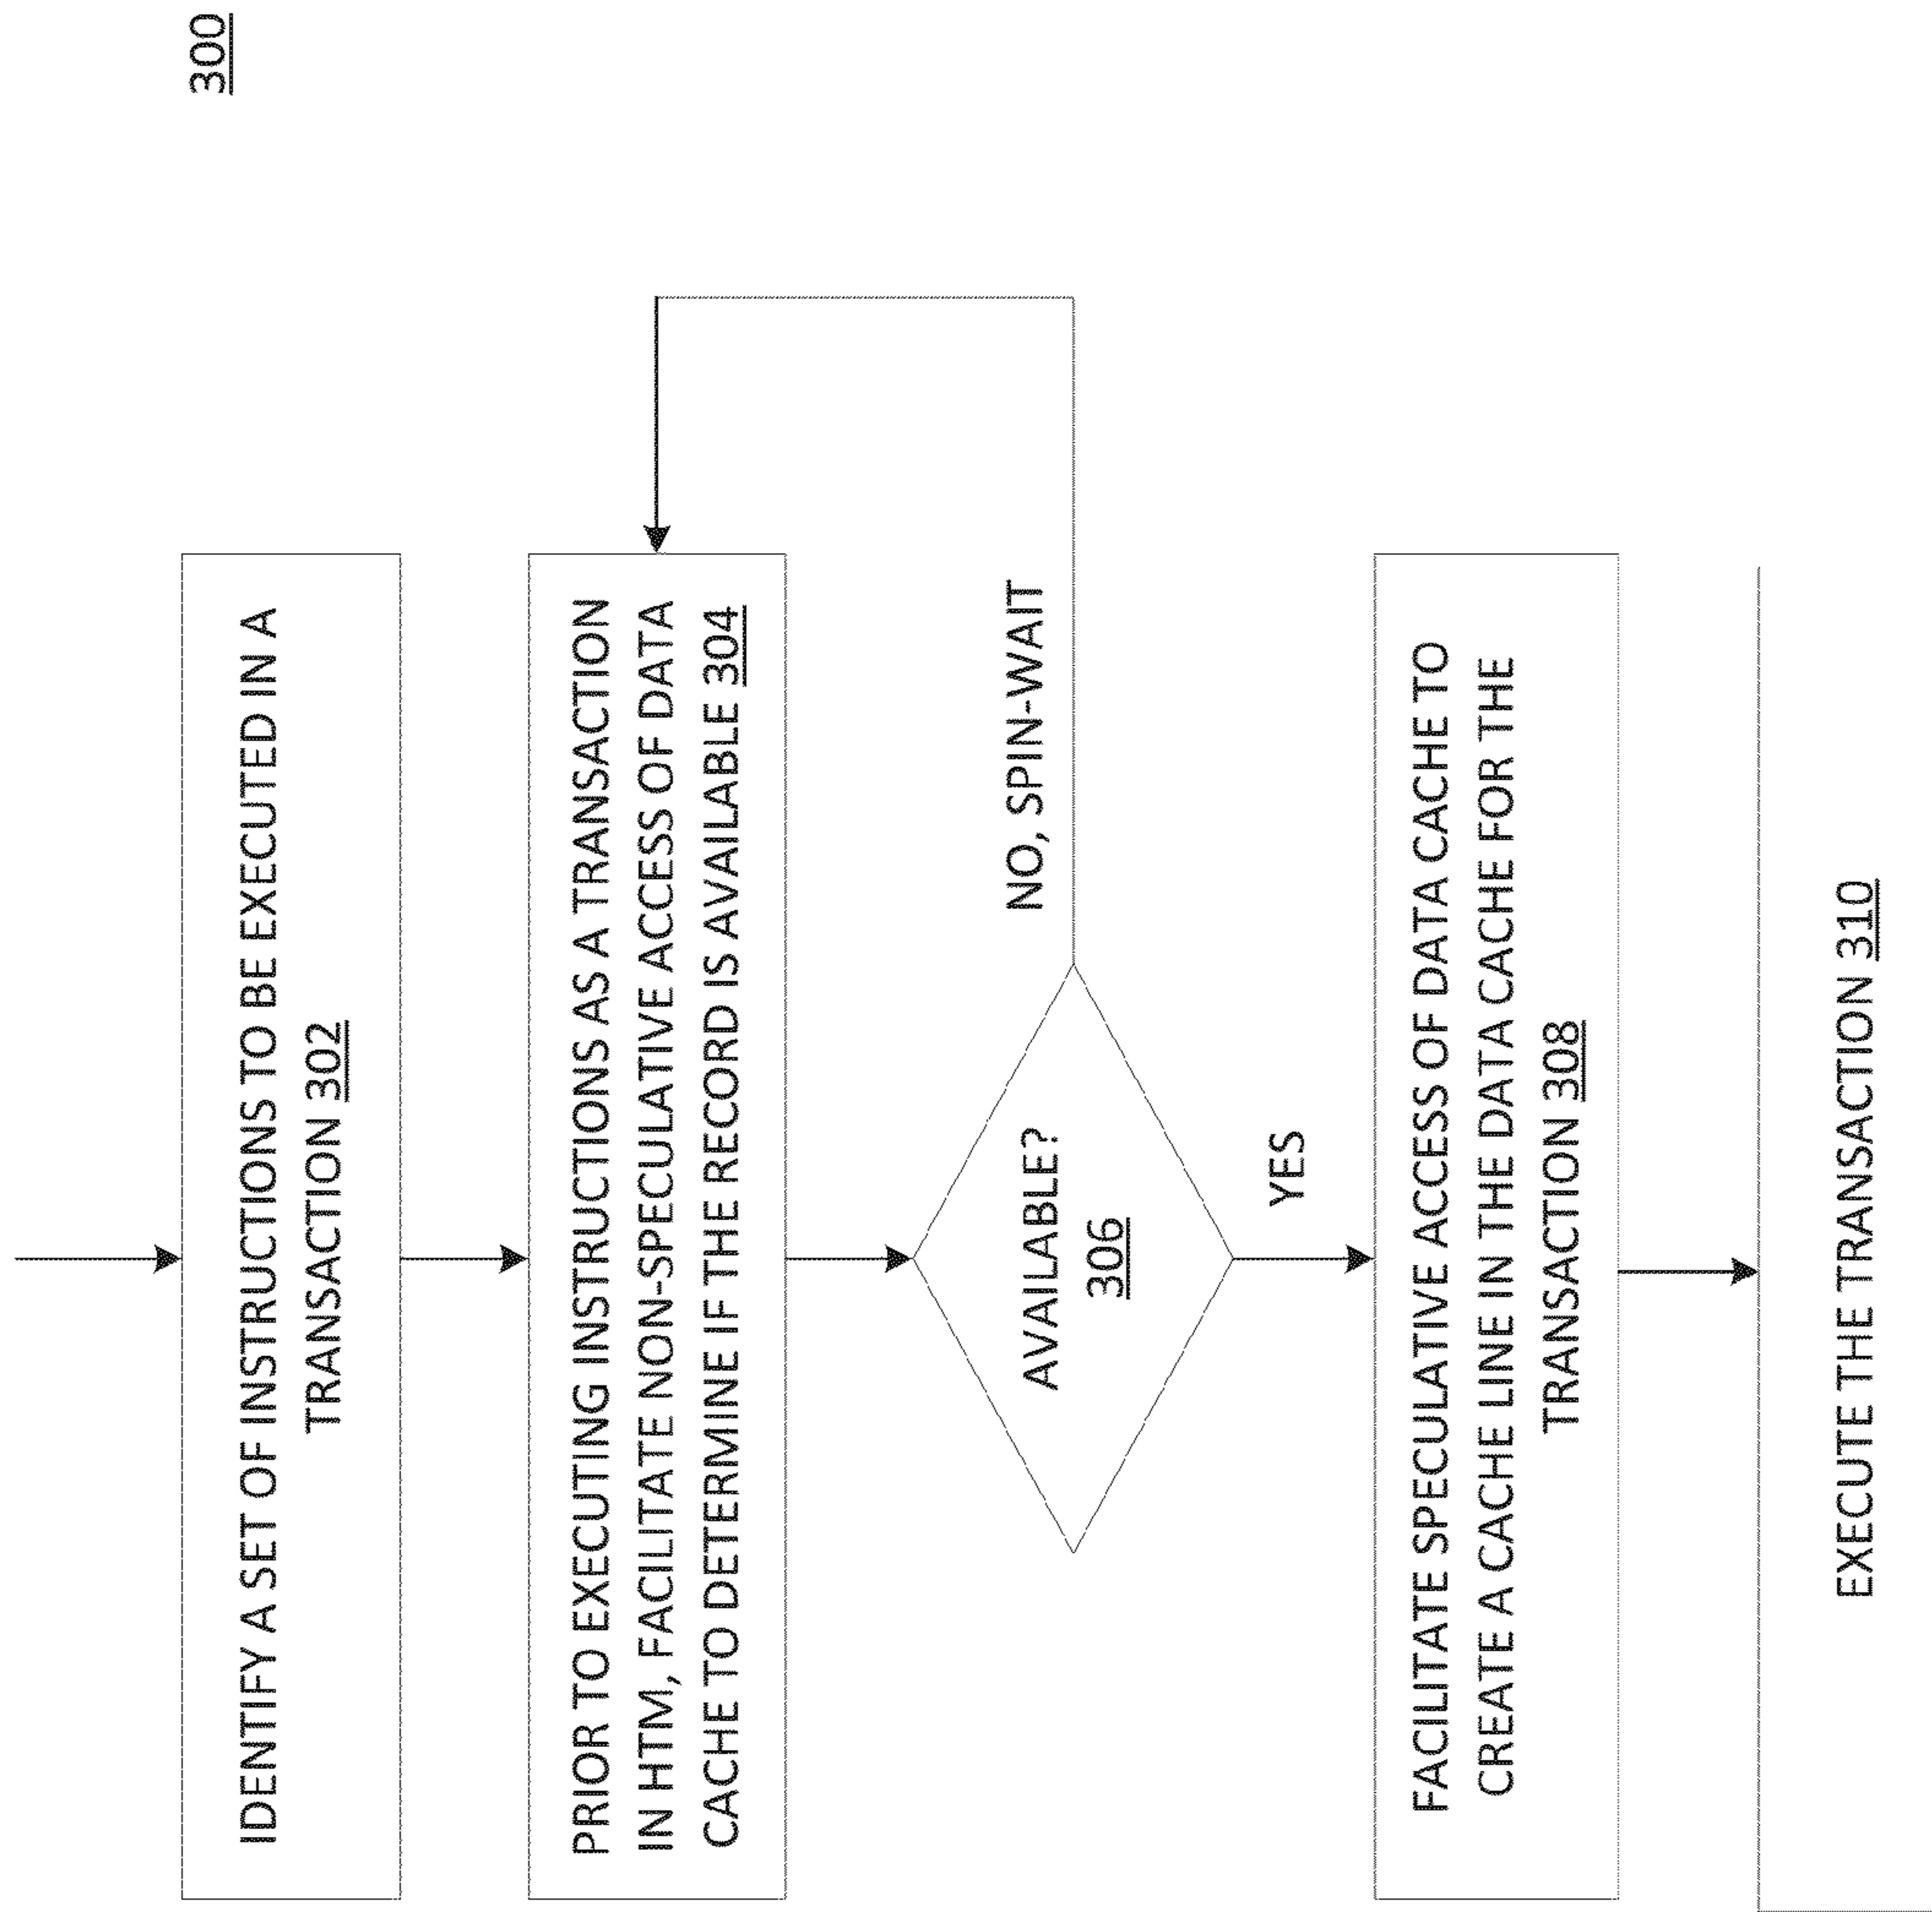 300
IDENTIFY A SET OF INSTRUCTIONS TO BE EXECUTED IN A
TRANSACTION 302
PRIOR TO EXECUTING INSTRUCTIONS AS A TRANSACTION
IN HTM, FACILITATE NON-SPECULATIVE ACCESS OF DATA
CACHE TO DETERMINE IF THE RECORD IS AVAILABLE 304
AVAILABLE?
306
NO, SPIN-WAIT
YES
FACILITATE SPECULATIVE ACCESS OF DATA CACHE TO
CREATE A CACHE LINE IN THE DATA CACHE FOR THE
TRANSACTION 308
EXECUTE THE TRANSACTION 310